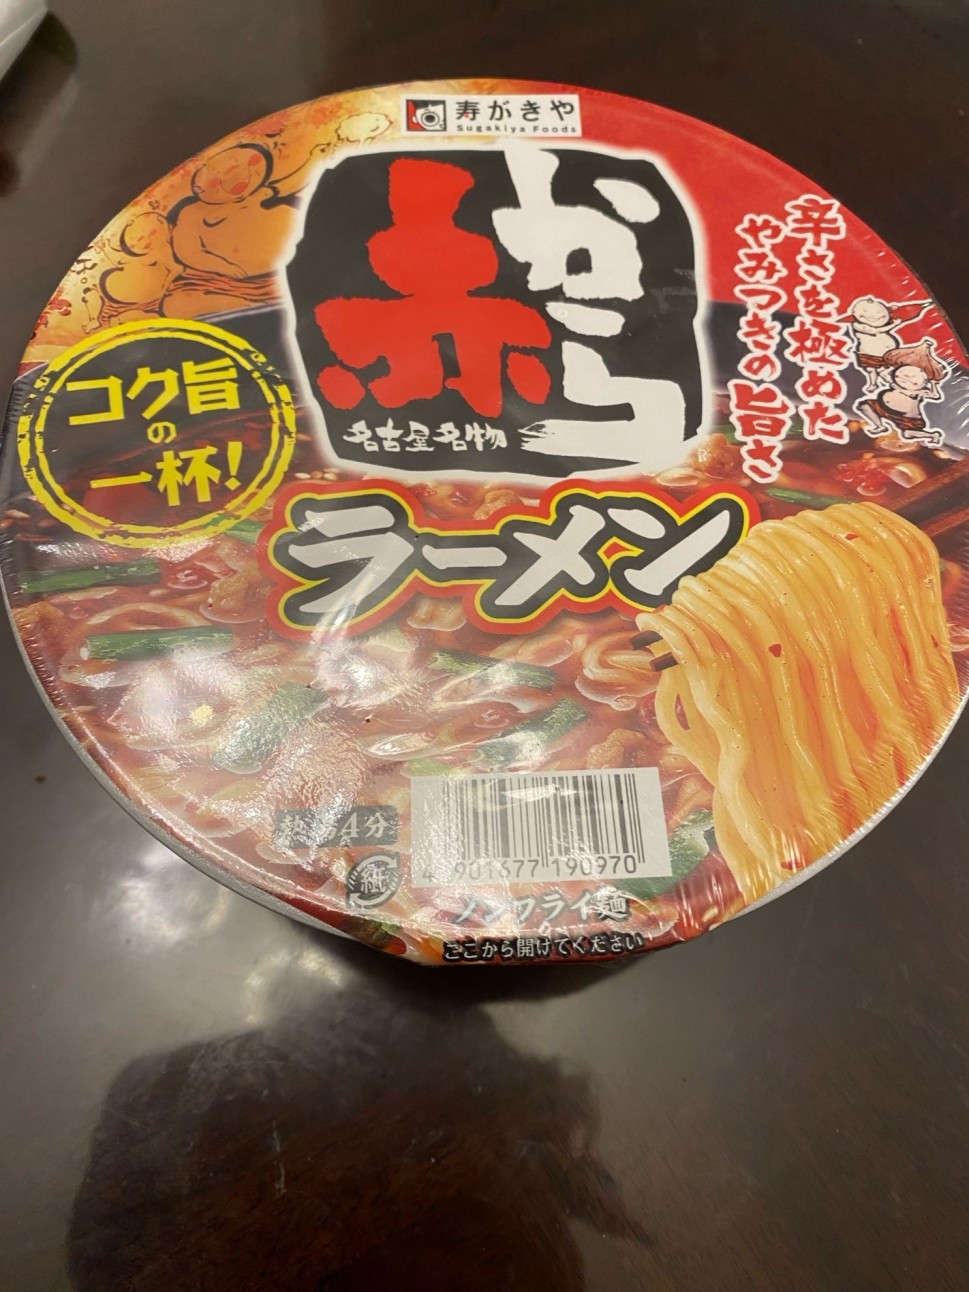 寿がきや
Sugakiya Foods
赤から
名古屋名物
辛さを極めた
やみつきの旨さ
コク旨
の
一杯!
ラーメン
熱湯4分
4 901677 190970
紙
ノンフライ麺
ここから開けてください